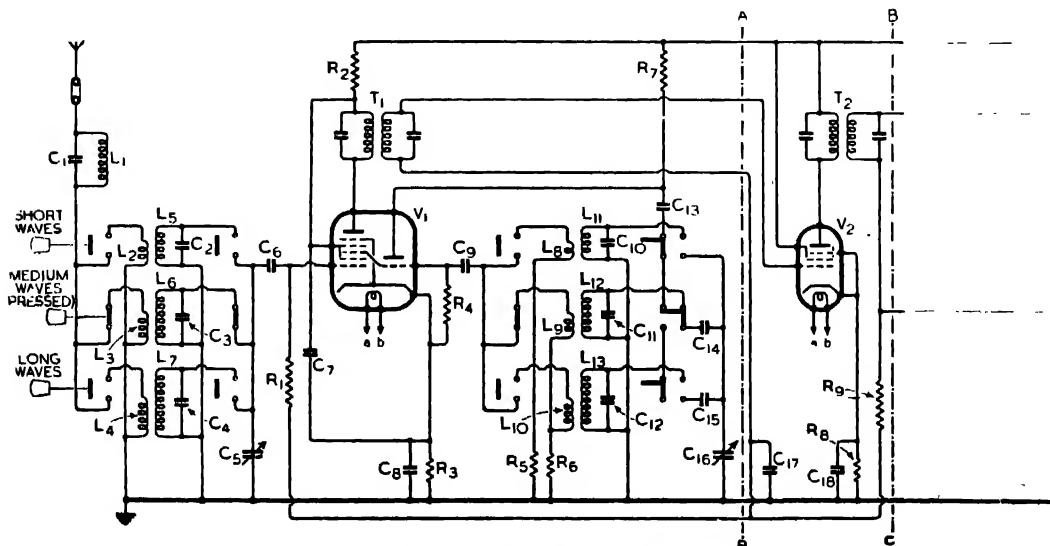 A
B
R2
R7
T1
T2
C1
L1
C13
V1
V2
SHORT
WAVES
L5
L2
C2
C6
C9
L11
L8
C10
MEDIUM
WAVES
PRESSED)
L6
L3
C3
R4
L12
L9
C11
C14
LONG
WAVES
L7
L4
C4
a b
a b
C7
R1
L13
L10
C12
C15
R9
C5
C8
R3
R5
R6
C16
C17
R8
C18
C